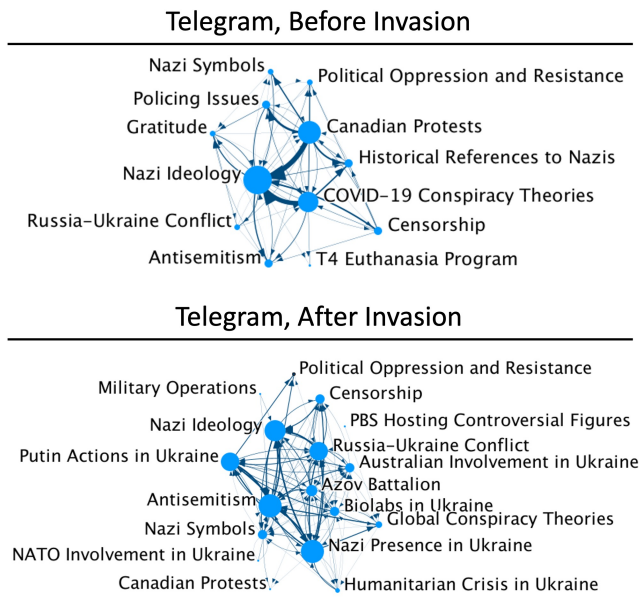 Telegram, Before Invasion
Nazi Symbols
Political Oppression and Resistance
Policing Issues
Gratitude
Canadian Protests
Historical References to Nazis
Nazi Ideology
COVID-19 Conspiracy Theories
Russia-Ukraine Conflict
Censorship
Antisemitism
T4 Euthanasia Program
Telegram, After Invasion
Political Oppression and Resistance
Military Operations
Censorship
PBS Hosting Controversial Figures
Nazi Ideology
Russia-Ukraine Conflict
Putin Actions in Ukraine
Australian Involvement in Ukraine
Azov Battalion
Antisemitism
Biolabs in Ukraine
Global Conspiracy Theories
Nazi Symbols
Nazi Presence in Ukraine
NATO Involvement in Ukraine
Canadian Protests
Humanitarian Crisis in Ukraine